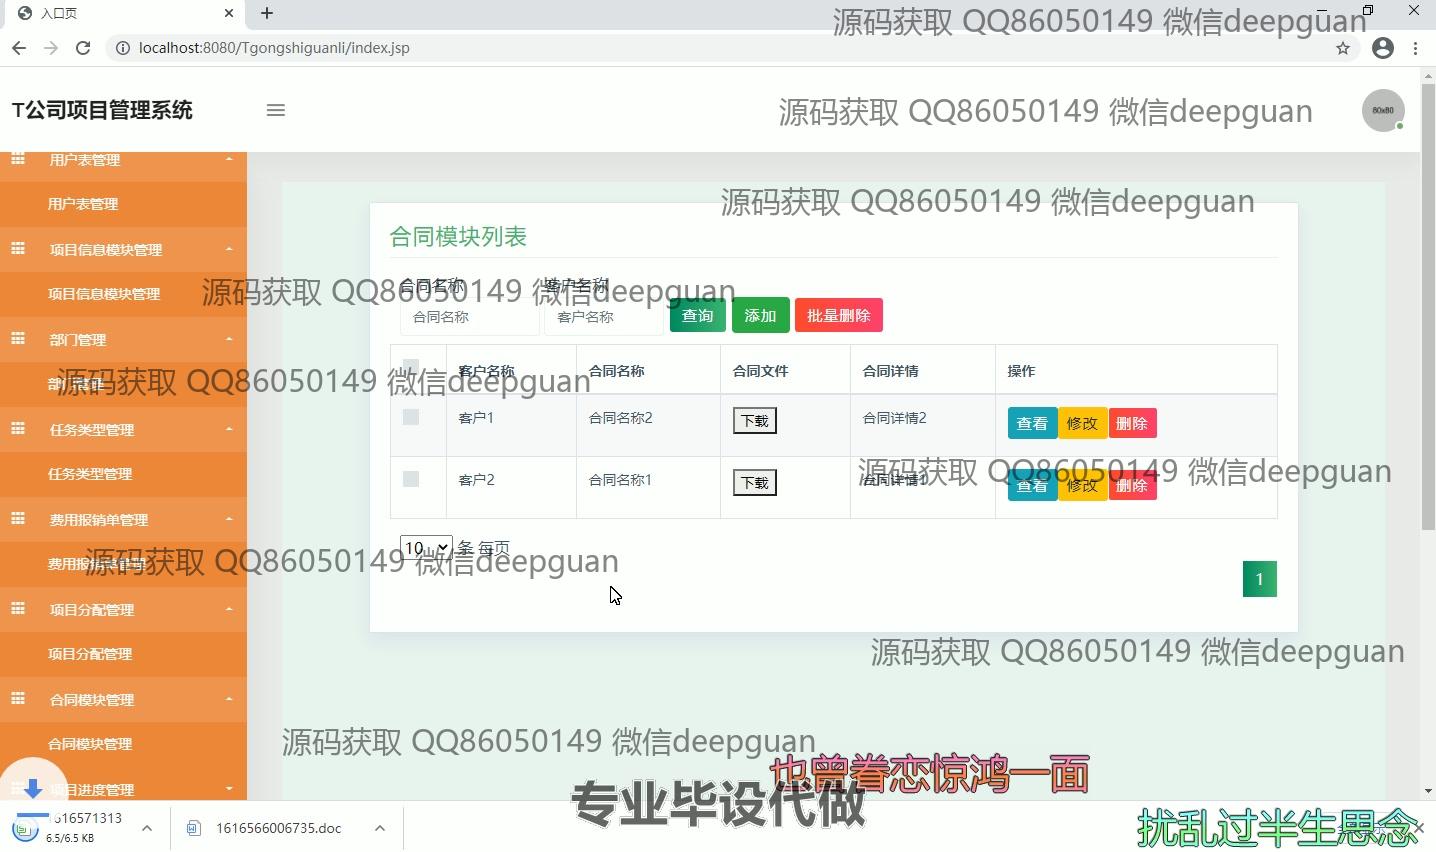 入口页
源码获取 QQ86050149 微信deepguan
localhost:8080/Tgongshiguanli/index.jsp
T公司项目管理系统
源码获取 QQ86050149 微信deepguan
80x80
用户表管理
用户表管理
源码获取 QQ86050149 微信deepguan
合同模块列表
项目信息模块管理
项目信息模块管理
源码获取 QQ86050149 微信deepguan
合同名称 客户名称
合同名称 客户名称 查询 添加 批量删除
部门管理
部门管理
源码获取 QQ86050149 微信deepguan
客户名称 合同名称 合同文件 合同详情 操作
客户1 合同名称2 下载 合同详情2 查看 修改 删除
任务类型管理
任务类型管理
源码获取 QQ86050149 微信deepguan
客户2 合同名称1 下载 合同详情1 查看 修改 删除
费用报销单管理
费用报销单管理
源码获取 QQ86050149 微信deepguan
10 条 每页
1
项目分配管理
项目分配管理
源码获取 QQ86050149 微信deepguan
合同模块管理
合同模块管理
源码获取 QQ86050149 微信deepguan
项目进度管理
也曾眷恋惊鸿一面
专业毕设代做
扰乱过半生思念
1616571313
6.5/6.5 KB
1616566006735.doc